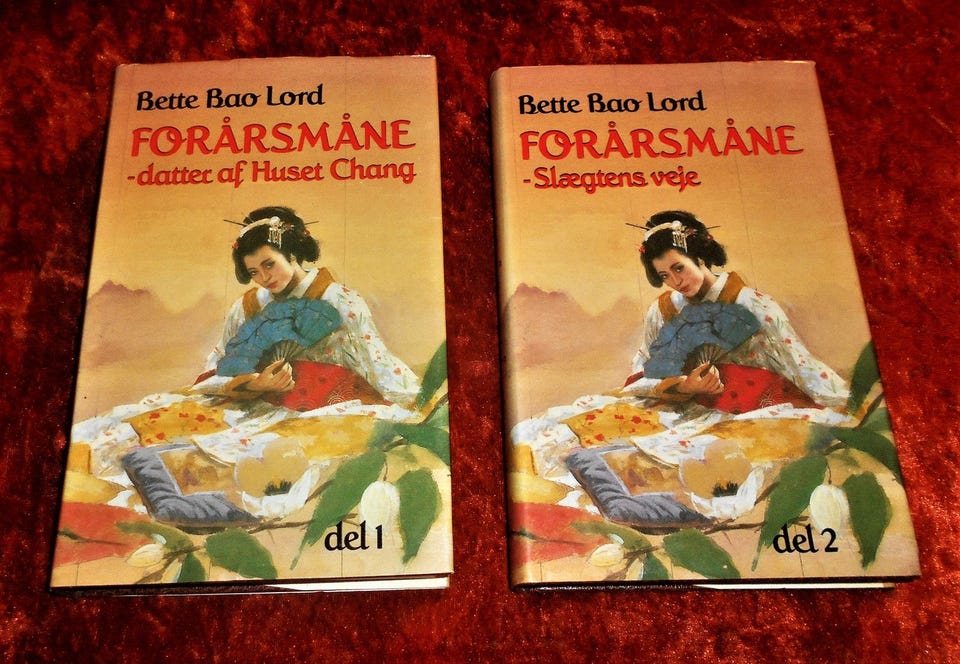 Bette Bao Lord
FORÅRSMÅNE
-datter af Huset Chang
del 1
Bette Bao Lord
FORÅRSMÅNE
-Slægtens veje
del 2